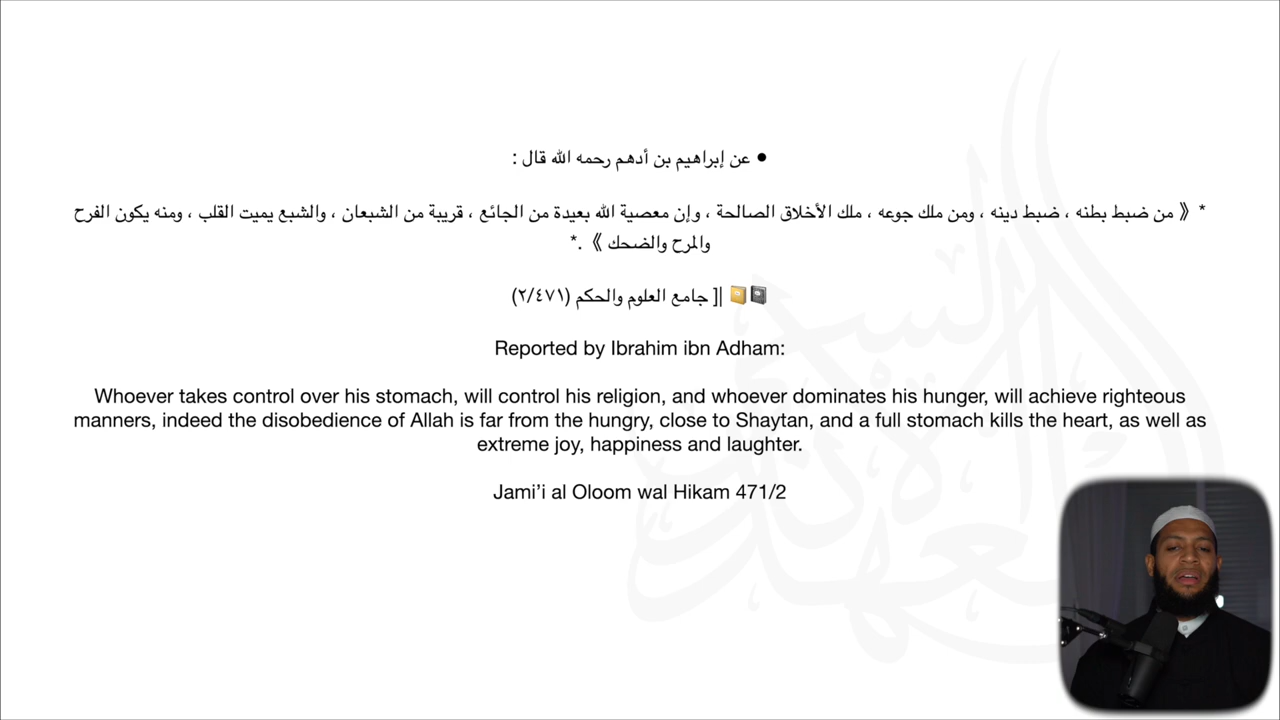 ● عن إبراهيم بن أدهم رحمه الله قال :
* 《 من ضبط بطنه ، ضبط دينه ، ومن ملك جوعه ، ملك الأخلاق الصالحة ، وإن معصية الله بعيدة من الجائع ، قريبة من الشبعان ، والشبع يميت القلب ، ومنه يكون الفرح
والمرح والضحك 》 .*
📓📒 |[ جامع العلوم والحكم (٢/٤٧١)
Reported by Ibrahim ibn Adham:
Whoever takes control over his stomach, will control his religion, and whoever dominates his hunger, will achieve righteous
manners, indeed the disobedience of Allah is far from the hungry, close to Shaytan, and a full stomach kills the heart, as well as
extreme joy, happiness and laughter.
Jami’i al Oloom wal Hikam 471/2